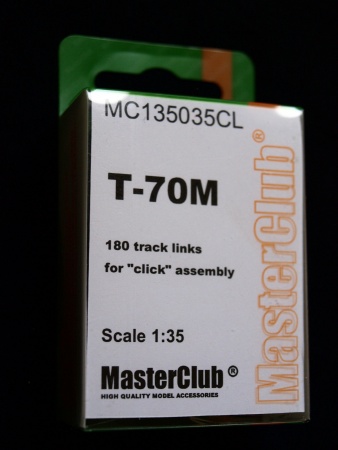 MC135035CL
T-70M
180 track links
for "click" assembly
Scale 1:35
MasterClub®
HIGH QUALITY MODEL ACCESSORIES
MasterClub®